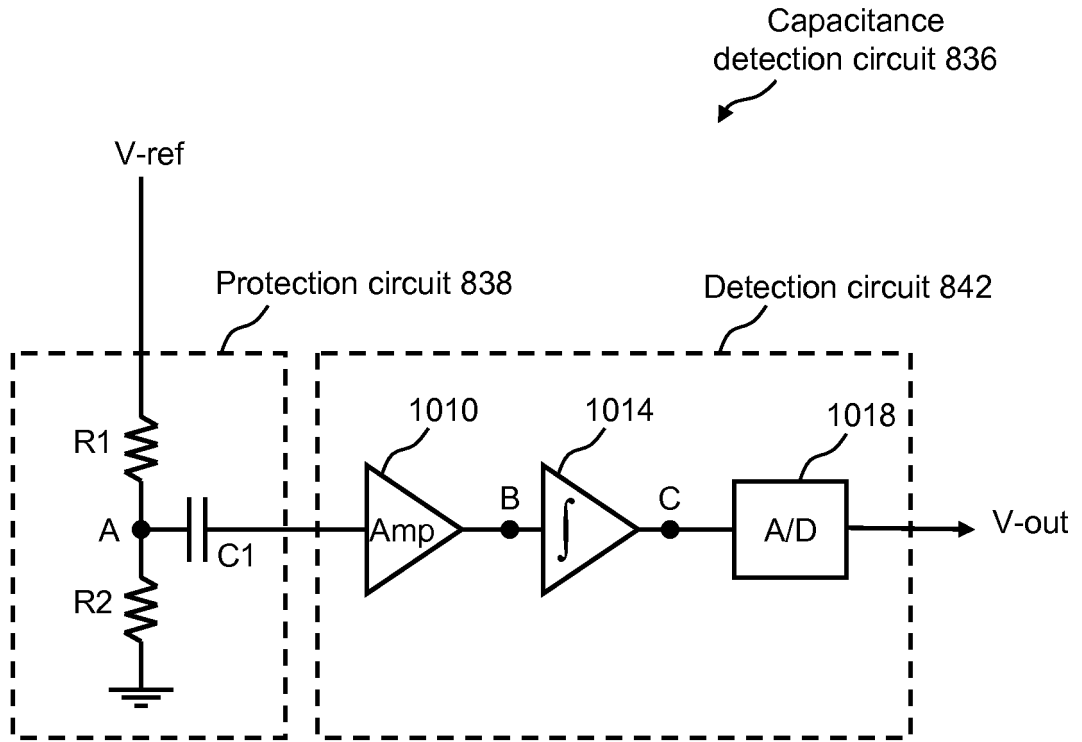 Capacitance
detection circuit 836
V-ref
Protection circuit 838
Detection circuit 842
1010
1014
1018
R1
A
C1
R2
Amp
B
∫
C
A/D
V-out